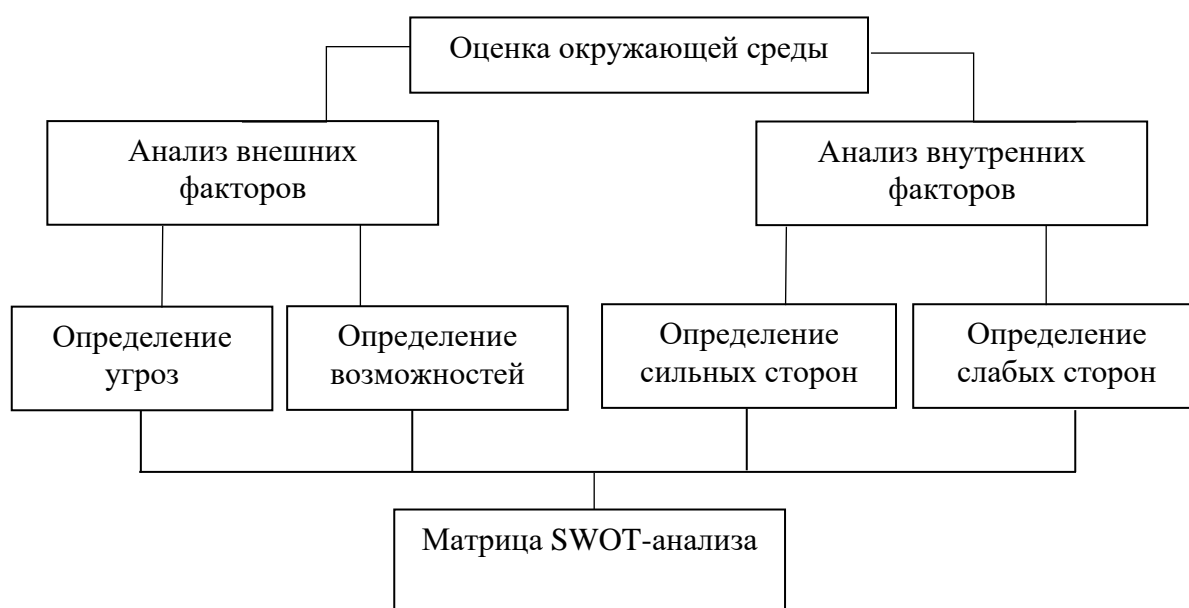 Оценка окружающей среды
Анализ внешних
факторов
Анализ внутренних
факторов
Определение
угроз
Определение
возможностей
Определение
сильных сторон
Определение
слабых сторон
Матрица SWOT-анализа